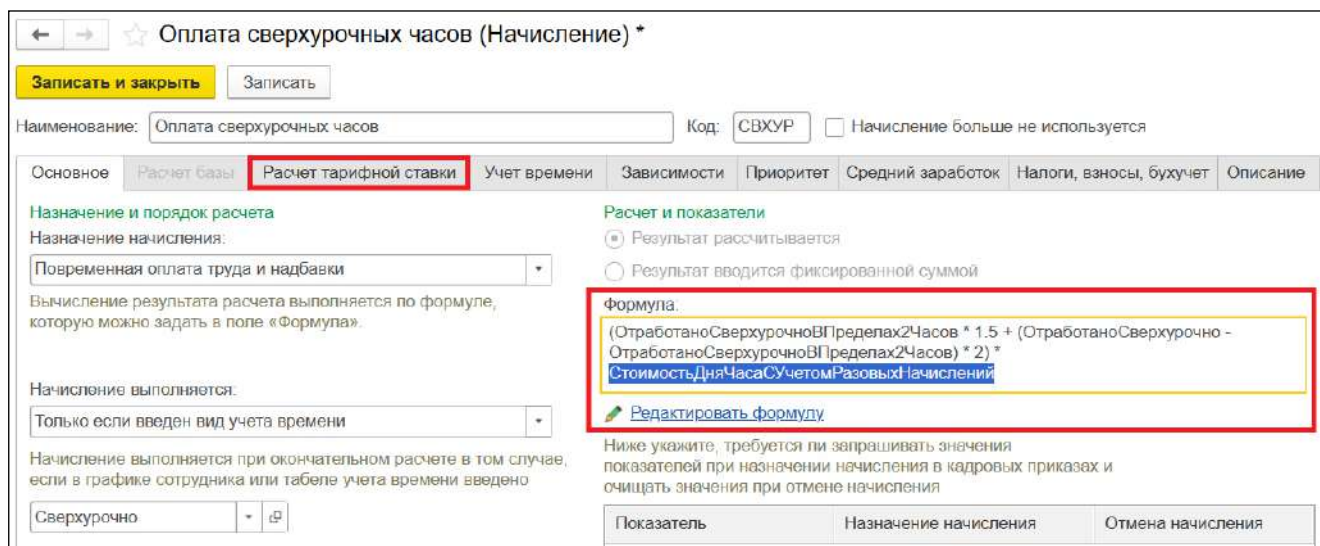 Оплата сверхурочных часов (Начисление) *
Записать и закрыть Записать
Наименование: Оплата сверхурочных часов Код: СВХУР Начисление больше не используется
Основное Расчет базы Расчет тарифной ставки Учет времени Зависимости Приоритет Средний заработок Налоги, взносы, бухучет Описание
Назначение и порядок расчета
Назначение начисления:
Повременная оплата труда и надбавки
Вычисление результата расчета выполняется по формуле,
которую можно задать в поле «Формула».
Начисление выполняется:
Только если введен вид учета времени
Начисление выполняется при окончательном расчете в том случае,
если в графике сотрудника или табеле учета времени введено
Сверхурочно
Расчет и показатели
Результат рассчитывается
Результат вводится фиксированной суммой
Формула:
(ОтработаноСверхурочноВПределах2Часов * 1.5 + (ОтработаноСверхурочно -
ОтработаноСверхурочноВПределах2Часов) * 2) *
СтоимостьДняЧасаСУчетомРазовыхНачислений
Редактировать формулу
Ниже укажите, требуется ли запрашивать значения
показателей при назначении начисления в кадровых приказах и
очищать значения при отмене начисления
Показатель Назначение начисления Отмена начисления